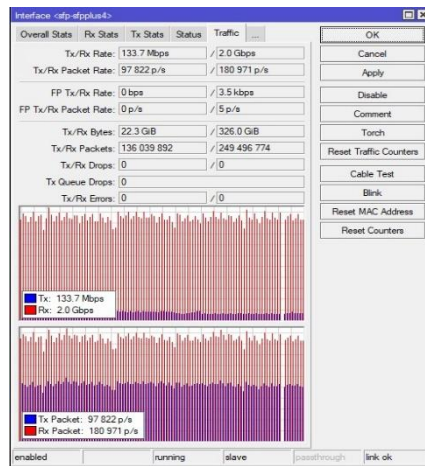 Interface <sfp-sfpplus4>
Overall Stats Rx Stats Tx Stats Status Traffic ...
OK
Tx/Rx Rate: 133.7 Mbps / 2.0 Gbps
Cancel
Tx/Rx Packet Rate: 97 822 p/s / 180 971 p/s
Apply
FP Tx/Rx Rate: 0 bps / 3.5 kbps
Disable
FP Tx/Rx Packet Rate: 0 p/s / 5 p/s
Comment
Tx/Rx Bytes: 22.3 GiB / 326.0 GiB
Torch
Tx/Rx Packets: 136 039 892 / 249 496 774
Reset Traffic Counters
Tx/Rx Drops: 0 / 0
Cable Test
Tx Queue Drops: 0
Blink
Tx/Rx Errors: 0 / 0
Reset MAC Address
Reset Counters
Tx: 133.7 Mbps
Rx: 2.0 Gbps
Tx Packet: 97 822 p/s
Rx Packet: 180 971 p/s
enabled running slave passthrough link ok